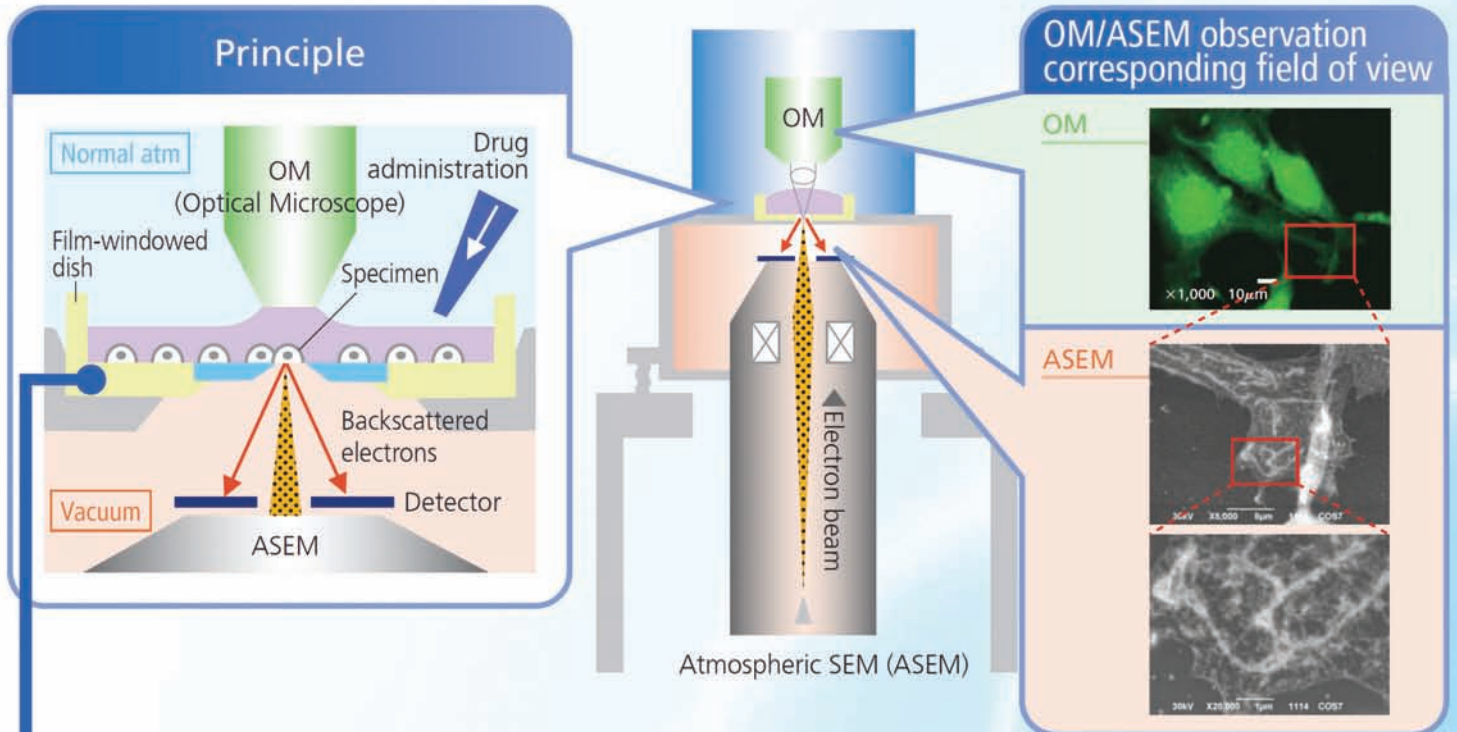 Principle
Normal atm
OM
(Optical Microscope)
Drug
administration
Film-windowed
dish
Specimen
Backscattered
electrons
Vacuum
Detector
ASEM
OM
Electron beam
Atmospheric SEM (ASEM)
OM/ASEM observation
corresponding field of view
OM
×1,000 10μm
ASEM
30kV X5,000 5μm 1114 COS7
30kV X20,000 1μm 1114 COS7